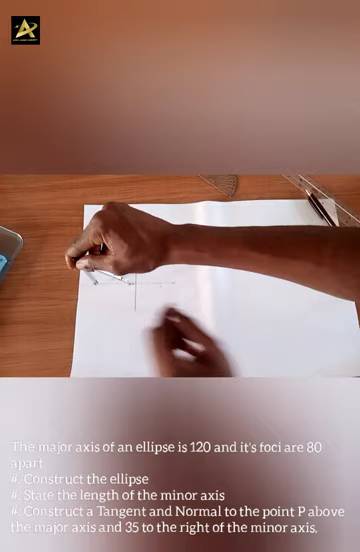 The major axis of an ellipse is 120 and it's foci are 80
apart
#. Construct the ellipse
#. State the length of the minor axis
#. Construct a Tangent and Normal to the point P above
the major axis and 35 to the right of the minor axis.